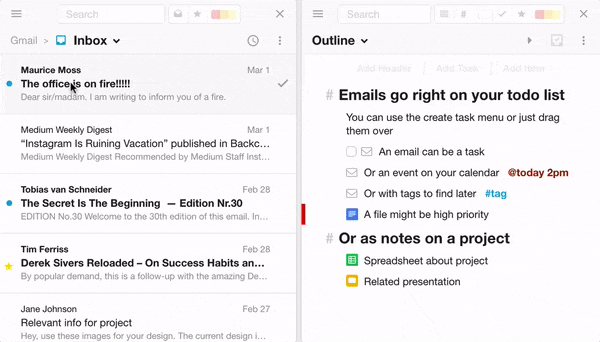 Search
Search
Gmail > Inbox
Outline
Maurice Moss Mar 1
The office is on fire!!!!!
Dear sir/madam, I am writing to inform you of a fire.
Medium Weekly Digest Mar 1
“Instagram Is Ruining Vacation” published in Backc…
Medium Weekly Digest Recommended by Medium Staff Inst…
Tobias van Schneider Feb 28
The Secret Is The Beginning — Edition Nr.30
EDITION No.30 Welcome to the 30th edition of this email. In…
Tim Ferriss Feb 28
Derek Sivers Reloaded – On Success Habits an…
By popular demand, this is a follow-up with the amazing De…
Jane Johnson Feb 27
Relevant info for project
Hey, use these images for your design. The current design i…
Add Header Add Task Add Item
# Emails go right on your todo list
You can use the create task menu or just drag
them over
An email can be a task
Or an event on your calendar @today 2pm
Or with tags to find later #tag
A file might be high priority
# Or as notes on a project
Spreadsheet about project
Related presentation